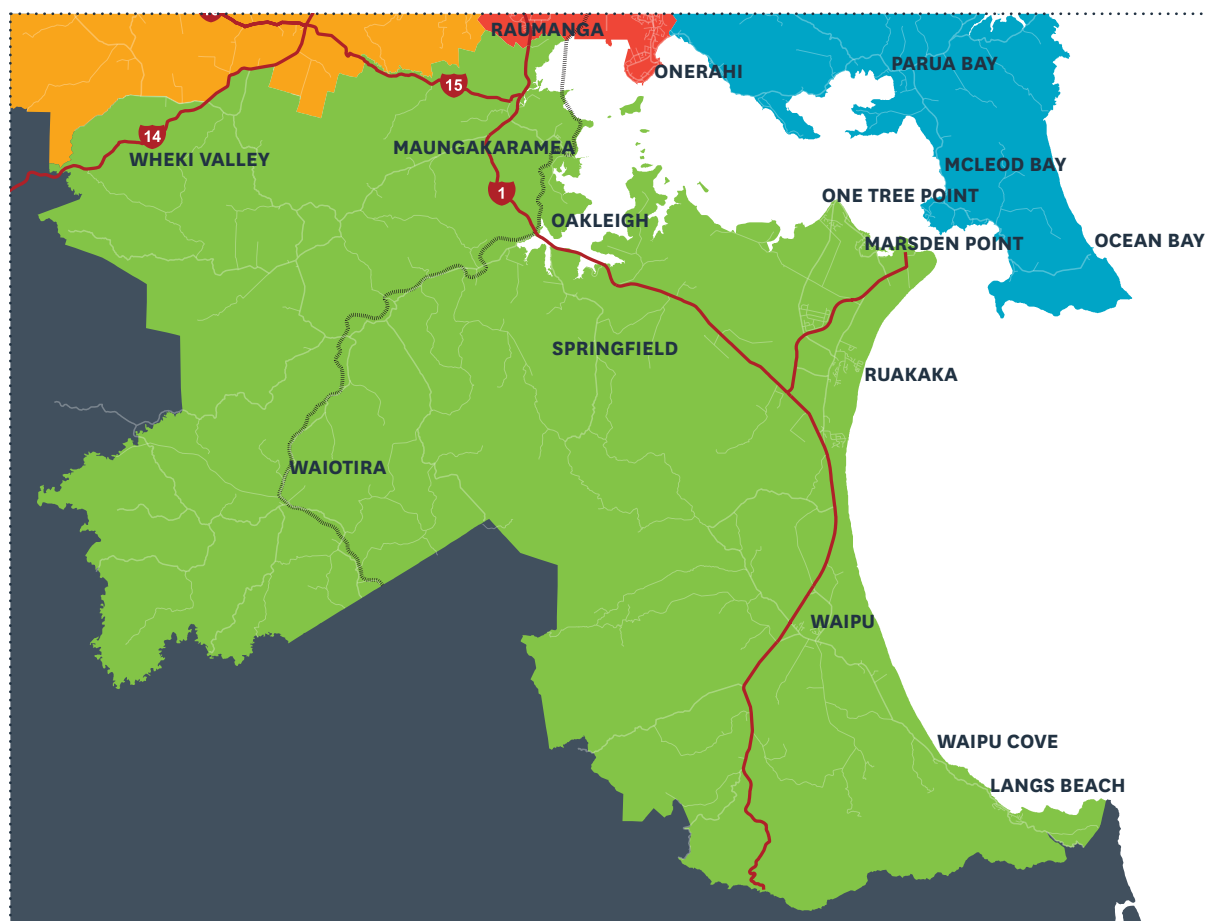 RAUMANGA
PARUA BAY
ONERAHI
15
14
MAUNGAKARAMEA
WHEKI VALLEY
MCLEOD BAY
1
ONE TREE POINT
OAKLEIGH
MARSDEN POINT
OCEAN BAY
SPRINGFIELD
RUAKAKA
WAIOTIRA
WAIPU
WAIPU COVE
LANGS BEACH